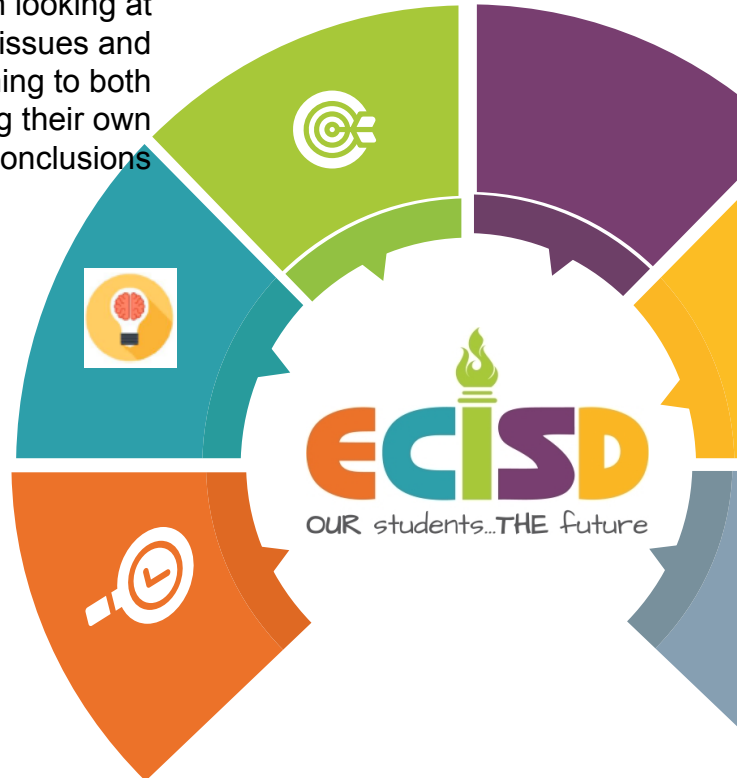 looking at
issues and
ing to both
g their own
onclusions
ECISD
OUR students...THE future